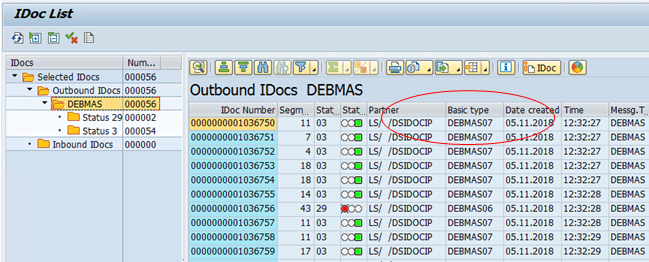 IDoc List
IDocs Num...
Selected IDocs 000056
Outbound IDocs 000056
DEBMAS 000056
Status 29 000002
Status 3 000054
Inbound IDocs 000000
IDoc
Outbound IDocs DEBMAS
IDoc Number Segm Stat Stat Partner Basic type Date created Time Messg.T
0000000001036750 11 03 LS/ /DSIDOCIP DEBMAS07 05.11.2018 12:32:27 DEBMAS
0000000001036751 7 03 LS/ /DSIDOCIP DEBMAS07 05.11.2018 12:32:27 DEBMAS
0000000001036752 4 03 LS/ /DSIDOCIP DEBMAS07 05.11.2018 12:32:27 DEBMAS
0000000001036753 18 03 LS/ /DSIDOCIP DEBMAS07 05.11.2018 12:32:27 DEBMAS
0000000001036754 18 03 LS/ /DSIDOCIP DEBMAS07 05.11.2018 12:32:27 DEBMAS
0000000001036755 14 03 LS/ /DSIDOCIP DEBMAS07 05.11.2018 12:32:28 DEBMAS
0000000001036756 43 29 LS/ /DSIDOCIP DEBMAS06 05.11.2018 12:32:28 DEBMAS
0000000001036757 11 03 LS/ /DSIDOCIP DEBMAS07 05.11.2018 12:32:28 DEBMAS
0000000001036758 11 03 LS/ /DSIDOCIP DEBMAS07 05.11.2018 12:32:29 DEBMAS
0000000001036759 17 03 LS/ /DSIDOCIP DEBMAS07 05.11.2018 12:32:29 DEBMAS